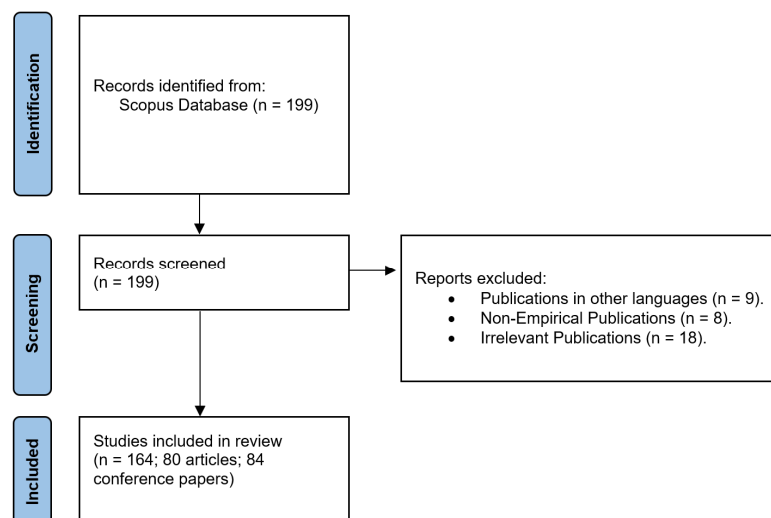 Identification
Records identified from:
Scopus Database (n = 199)
Screening
Records screened
(n = 199)
Reports excluded:
• Publications in other languages (n = 9).
• Non-Empirical Publications (n = 8).
• Irrelevant Publications (n = 18).
Included
Studies included in review
(n = 164; 80 articles; 84
conference papers)